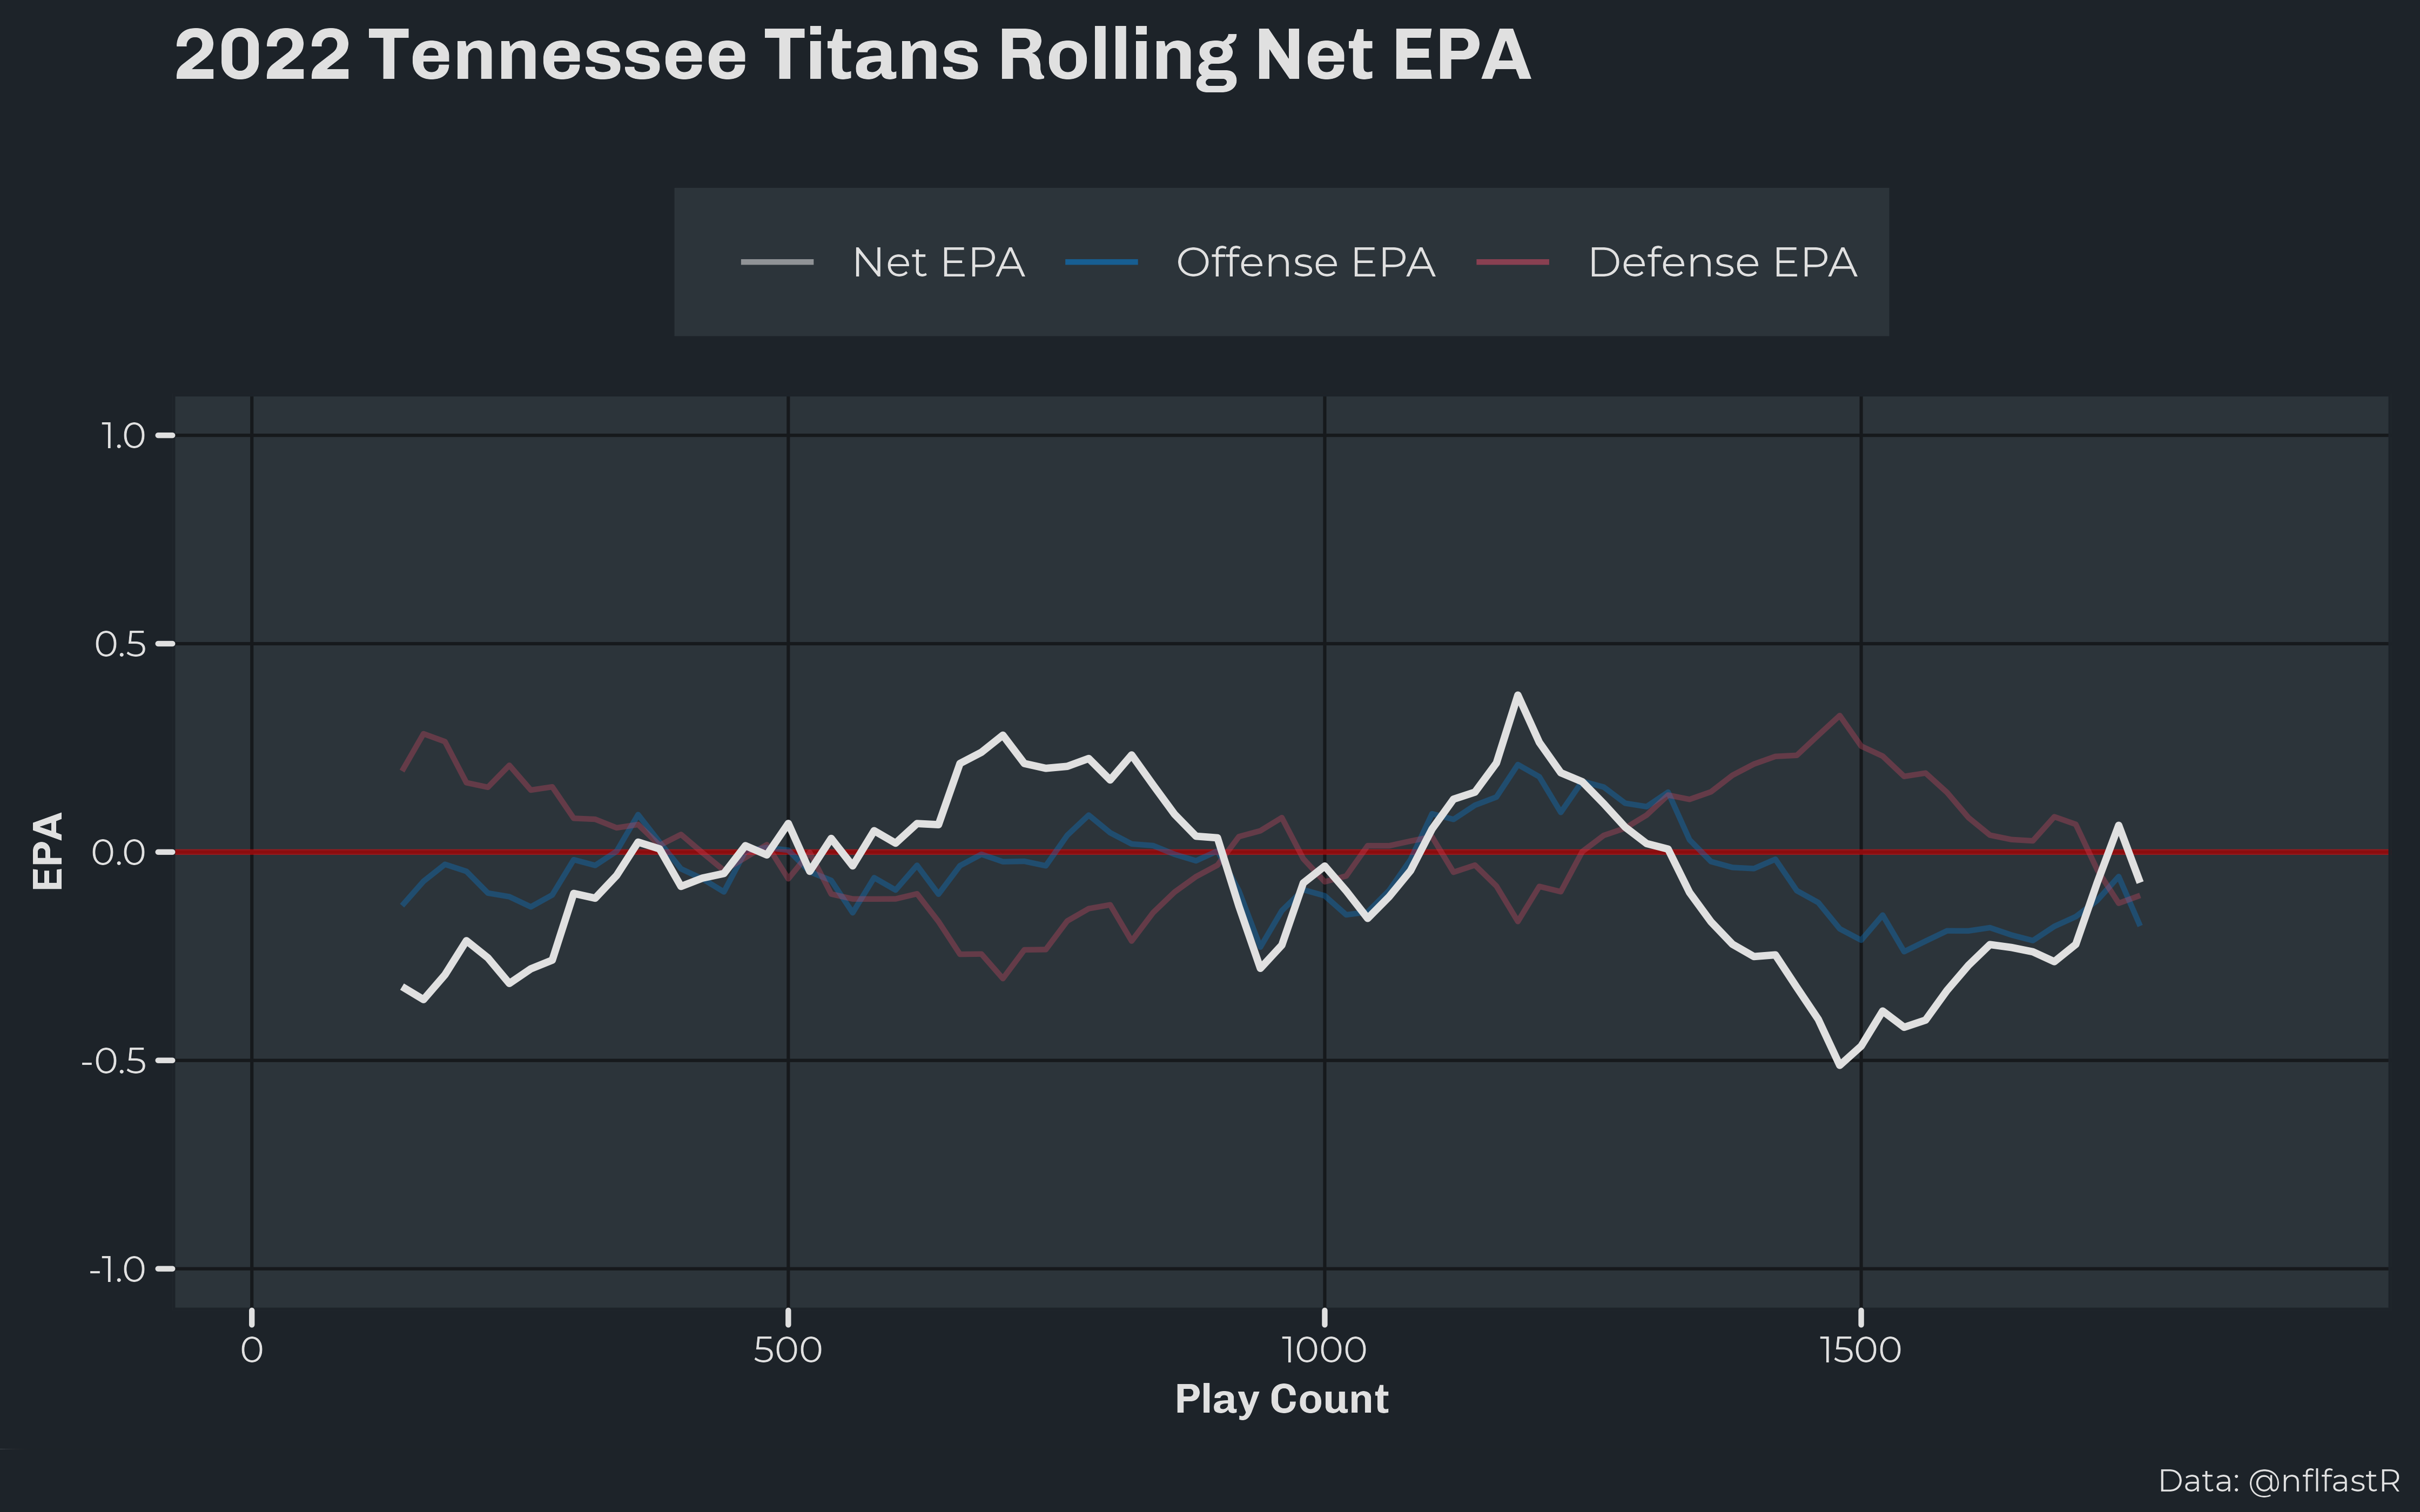 2022 Tennessee Titans Rolling Net EPA
Net EPA Offense EPA Defense EPA
1.0
0.5
0.0
-0.5
-1.0
EPA
0 500 1000 1500
Play Count
Data: @nflfastR